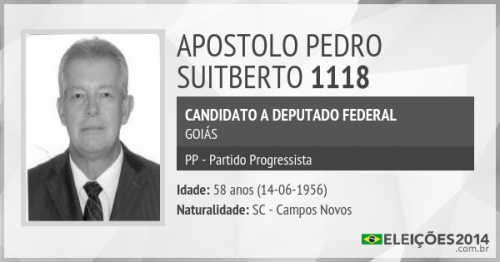 APOSTOLO PEDRO
SUITBERTO 1118
CANDIDATO A DEPUTADO FEDERAL
GOIÁS
PP - Partido Progressista
Idade: 58 anos (14-06-1956)
Naturalidade: SC - Campos Novos
ELEIÇÕES2014
.com.br